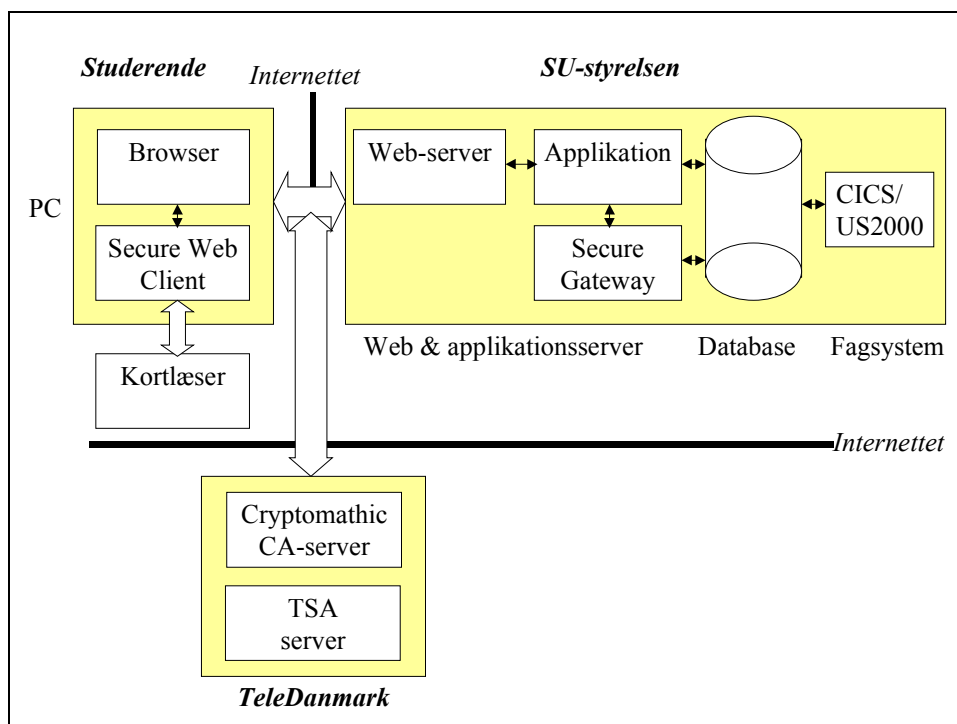 Studerende
Internettet
SU-styrelsen
PC
Browser
Secure Web
Client
Kortlæser
Web-server
Applikation
Secure
Gateway
CICS/
US2000
Web & applikationsserver
Database
Fagsystem
Internettet
Cryptomathic
CA-server
TSA
server
TeleDanmark